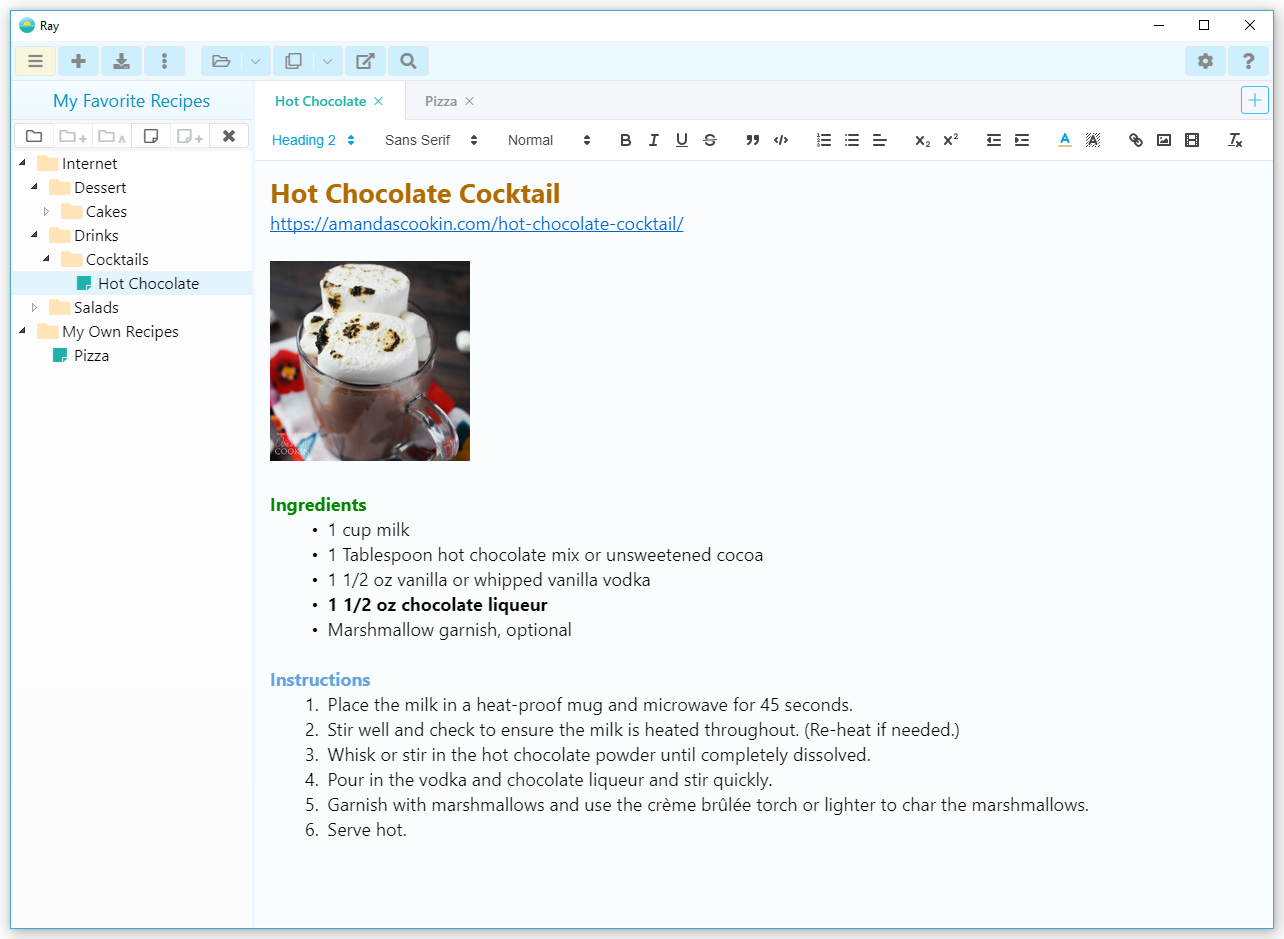 Ray
My Favorite Recipes
Hot Chocolate
Pizza
Heading 2 Sans Serif Normal
Internet
Dessert
Cakes
Drinks
Cocktails
Hot Chocolate
Salads
My Own Recipes
Pizza
Hot Chocolate Cocktail
https://amandascookin.com/hot-chocolate-cocktail/
COOKIN
Ingredients
• 1 cup milk
• 1 Tablespoon hot chocolate mix or unsweetened cocoa
• 1 1/2 oz vanilla or whipped vanilla vodka
• 1 1/2 oz chocolate liqueur
• Marshmallow garnish, optional
Instructions
1. Place the milk in a heat-proof mug and microwave for 45 seconds.
2. Stir well and check to ensure the milk is heated throughout. (Re-heat if needed.)
3. Whisk or stir in the hot chocolate powder until completely dissolved.
4. Pour in the vodka and chocolate liqueur and stir quickly.
5. Garnish with marshmallows and use the crème brûlée torch or lighter to char the marshmallows.
6. Serve hot.